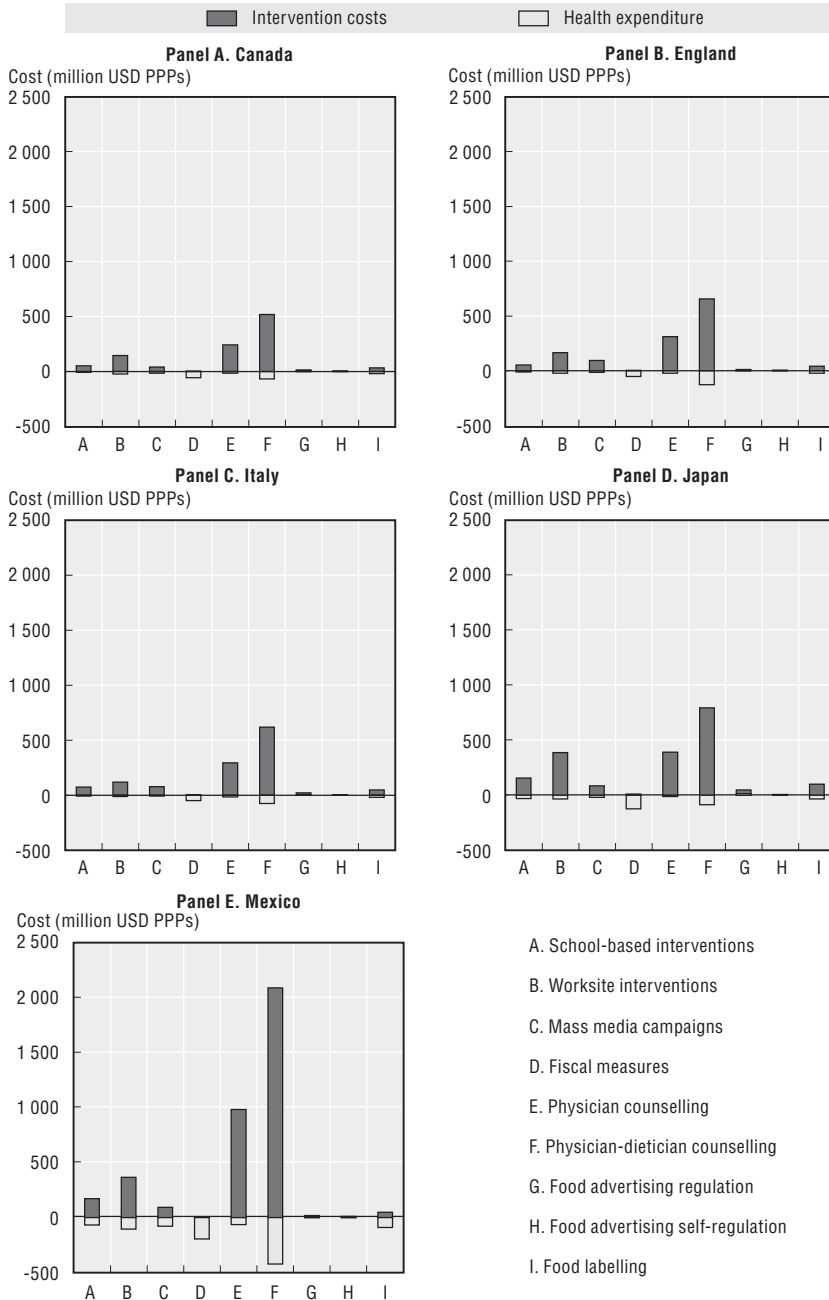 Intervention costs Health expenditure
Panel A. Canada
Cost (million USD PPPs)
2 500
2 000
1 500
1 000
500
0
-500
A B C D E F G H I
Panel B. England
Cost (million USD PPPs)
2 500
2 000
1 500
1 000
500
0
-500
A B C D E F G H I
Panel C. Italy
Cost (million USD PPPs)
2 500
2 000
1 500
1 000
500
0
-500
A B C D E F G H I
Panel D. Japan
Cost (million USD PPPs)
2 500
2 000
1 500
1 000
500
0
-500
A B C D E F G H I
Panel E. Mexico
Cost (million USD PPPs)
2 500
2 000
1 500
1 000
500
0
-500
A B C D E F G H I
A. School-based interventions
B. Worksite interventions
C. Mass media campaigns
D. Fiscal measures
E. Physician counselling
F. Physician-dietician counselling
G. Food advertising regulation
H. Food advertising self-regulation
I. Food labelling